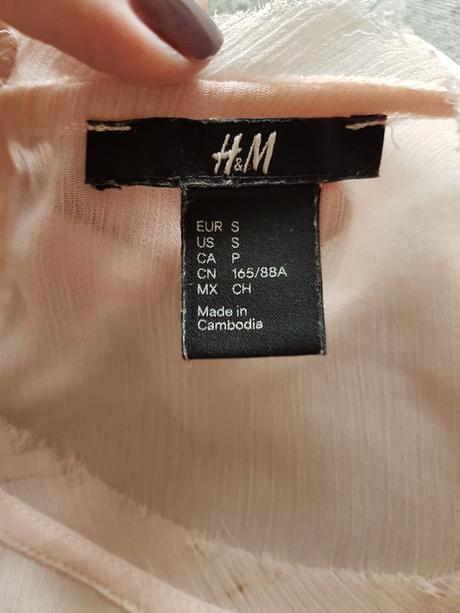 H&M
EUR S
US S
CA P
CN 165/88A
MX CH
Made in
Cambodia